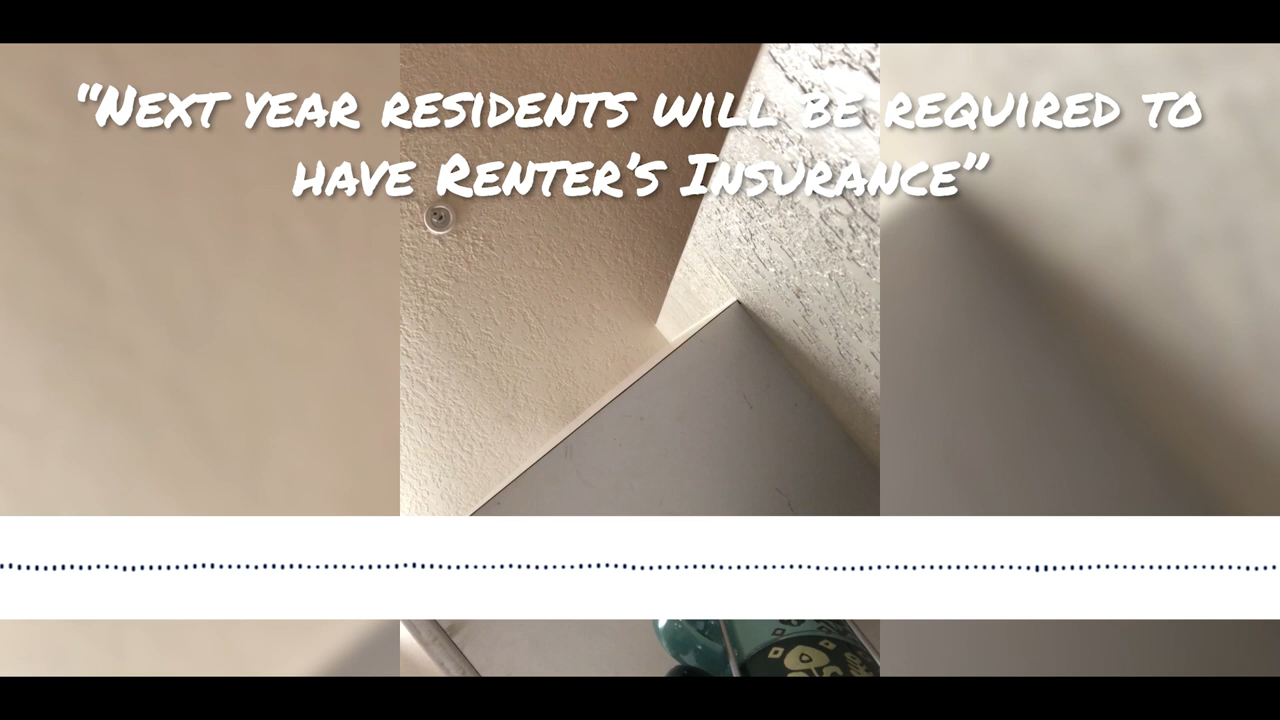 “Next year residents will be required to
have Renter’s Insurance”